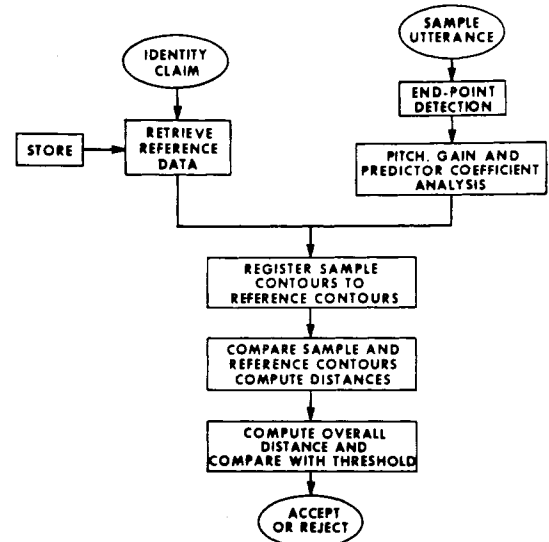 SAMPLE
UTTERANCE
IDENTITY
CLAIM
END-POINT
DETECTION
STORE
RETRIEVE
REFERENCE
DATA
PITCH, GAIN AND
PREDICTOR COEFFICIENT
ANALYSIS
REGISTER SAMPLE
CONTOURS TO
REFERENCE CONTOURS
COMPARE SAMPLE AND
REFERENCE CONTOURS
COMPUTE DISTANCES
COMPUTE OVERALL
DISTANCE AND
COMPARE WITH THRESHOLD
ACCEPT
OR REJECT